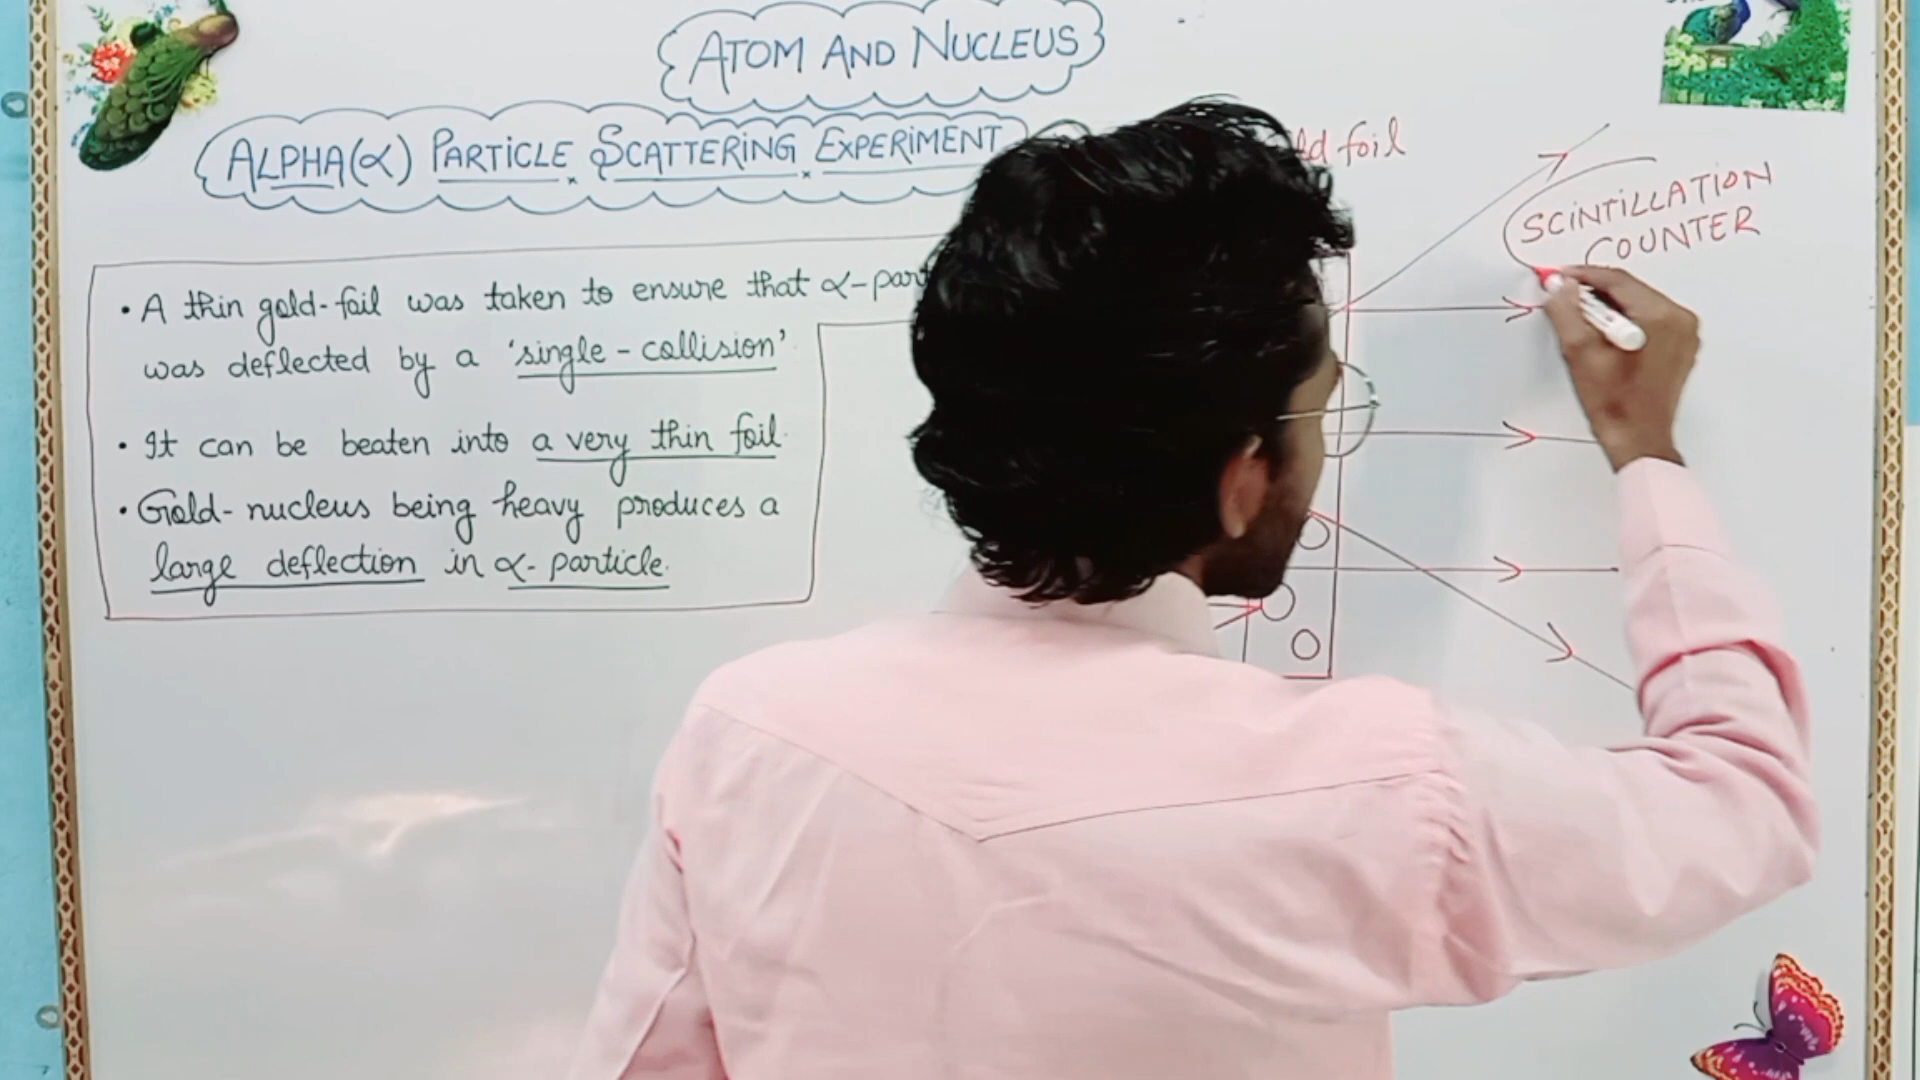 ATOM AND NUCLEUS
ALPHA(α) PARTICLE SCATTERING EXPERIMENT
foil
SCINTILLATION
COUNTER
• A thin gold-foil was taken to ensure that α-part
was deflected by a 'single-collision'
• It can be beaten into a very thin foil.
• Gold-nucleus being heavy produces a
large deflection in α-particle.